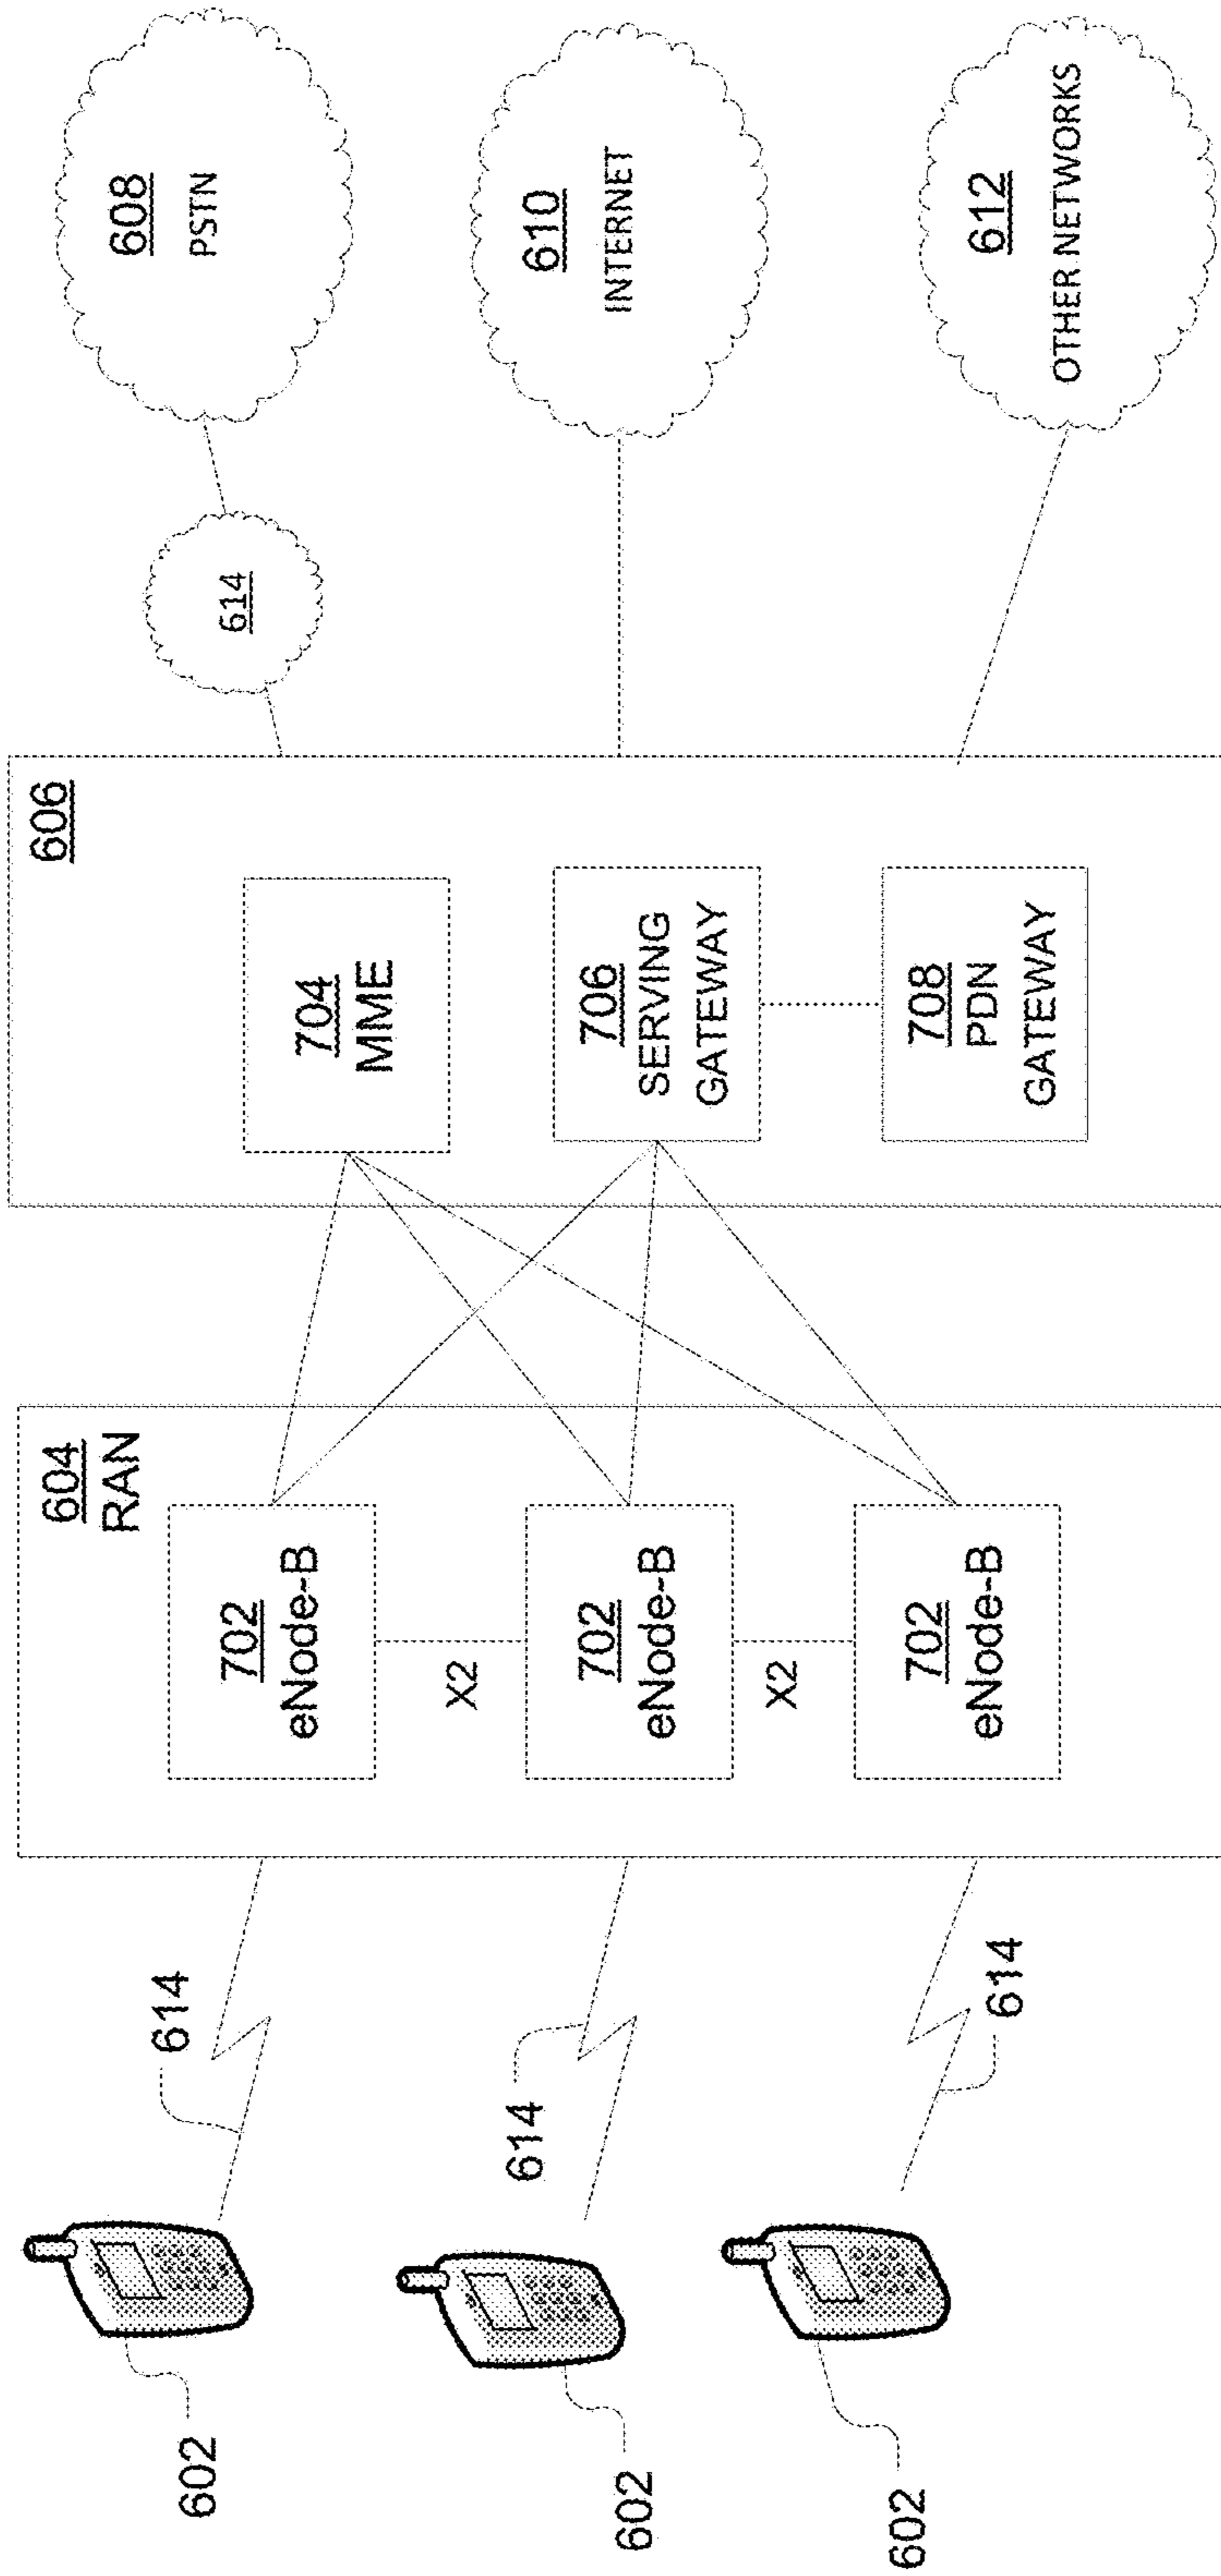 602
602
602
614
614
614
604
RAN
702
eNode-B
X2
702
eNode-B
X2
702
eNode-B
606
704
MME
706
SERVING
GATEWAY
708
PDN
GATEWAY
614
608
PSTN
610
INTERNET
612
OTHER NETWORKS